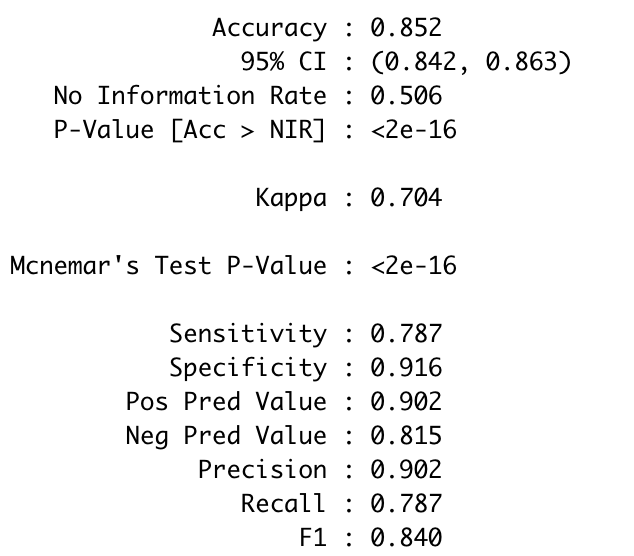 Accuracy : 0.852
95% CI : (0.842, 0.863)
No Information Rate : 0.506
P-Value [Acc > NIR] : <2e-16
Kappa : 0.704
Mcnemar's Test P-Value : <2e-16
Sensitivity : 0.787
Specificity : 0.916
Pos Pred Value : 0.902
Neg Pred Value : 0.815
Precision : 0.902
Recall : 0.787
F1 : 0.840